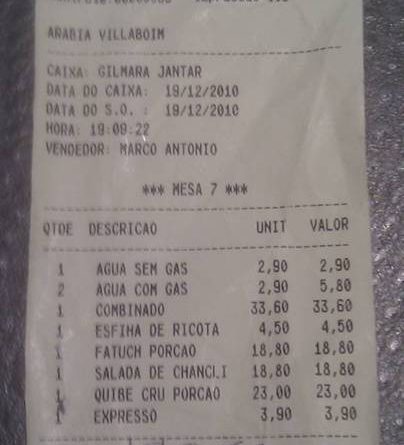 ARABIA VILLABOIM
CAIXA: GILMARA JANTAR
DATA DO CAIXA: 19/12/2010
DATA DO S.O. : 19/12/2010
HORA: 19:09:22
VENDEDOR: MARCO ANTONIO
*** MESA 7 ***
QTDE DESCRICAO UNIT VALOR
1 AGUA SEM GAS 2,90 2,90
2 AGUA COM GAS 2,90 5,80
1 COMBINADO 33,60 33,60
1 ESFIHA DE RICOTA 4,50 4,50
1 FATUCH PORCAO 18,80 18,80
1 SALADA DE CHANCLI 18,80 18,80
1 QUIBE CRU PORCAO 23,00 23,00
1 EXPRESSO 3,90 3,90